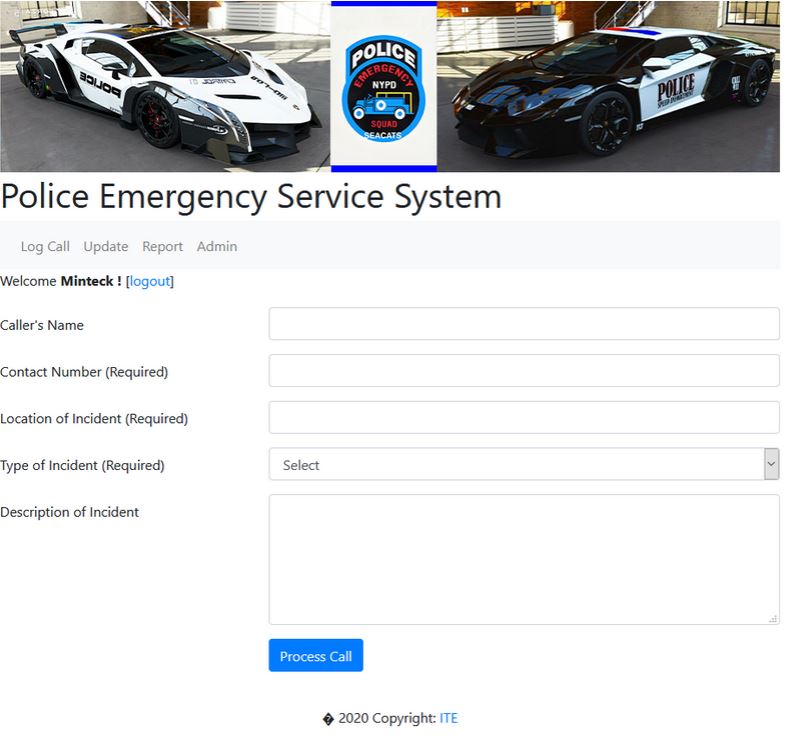 POLICE
EMERGENCY
NYPD
SQUAD
SEACATS
POLICE
POLICE
Police Emergency Service System
Log Call Update Report Admin
Welcome Minteck ! [logout]
Caller's Name
Contact Number (Required)
Location of Incident (Required)
Type of Incident (Required) Select
Description of Incident
Process Call
� 2020 Copyright: ITE